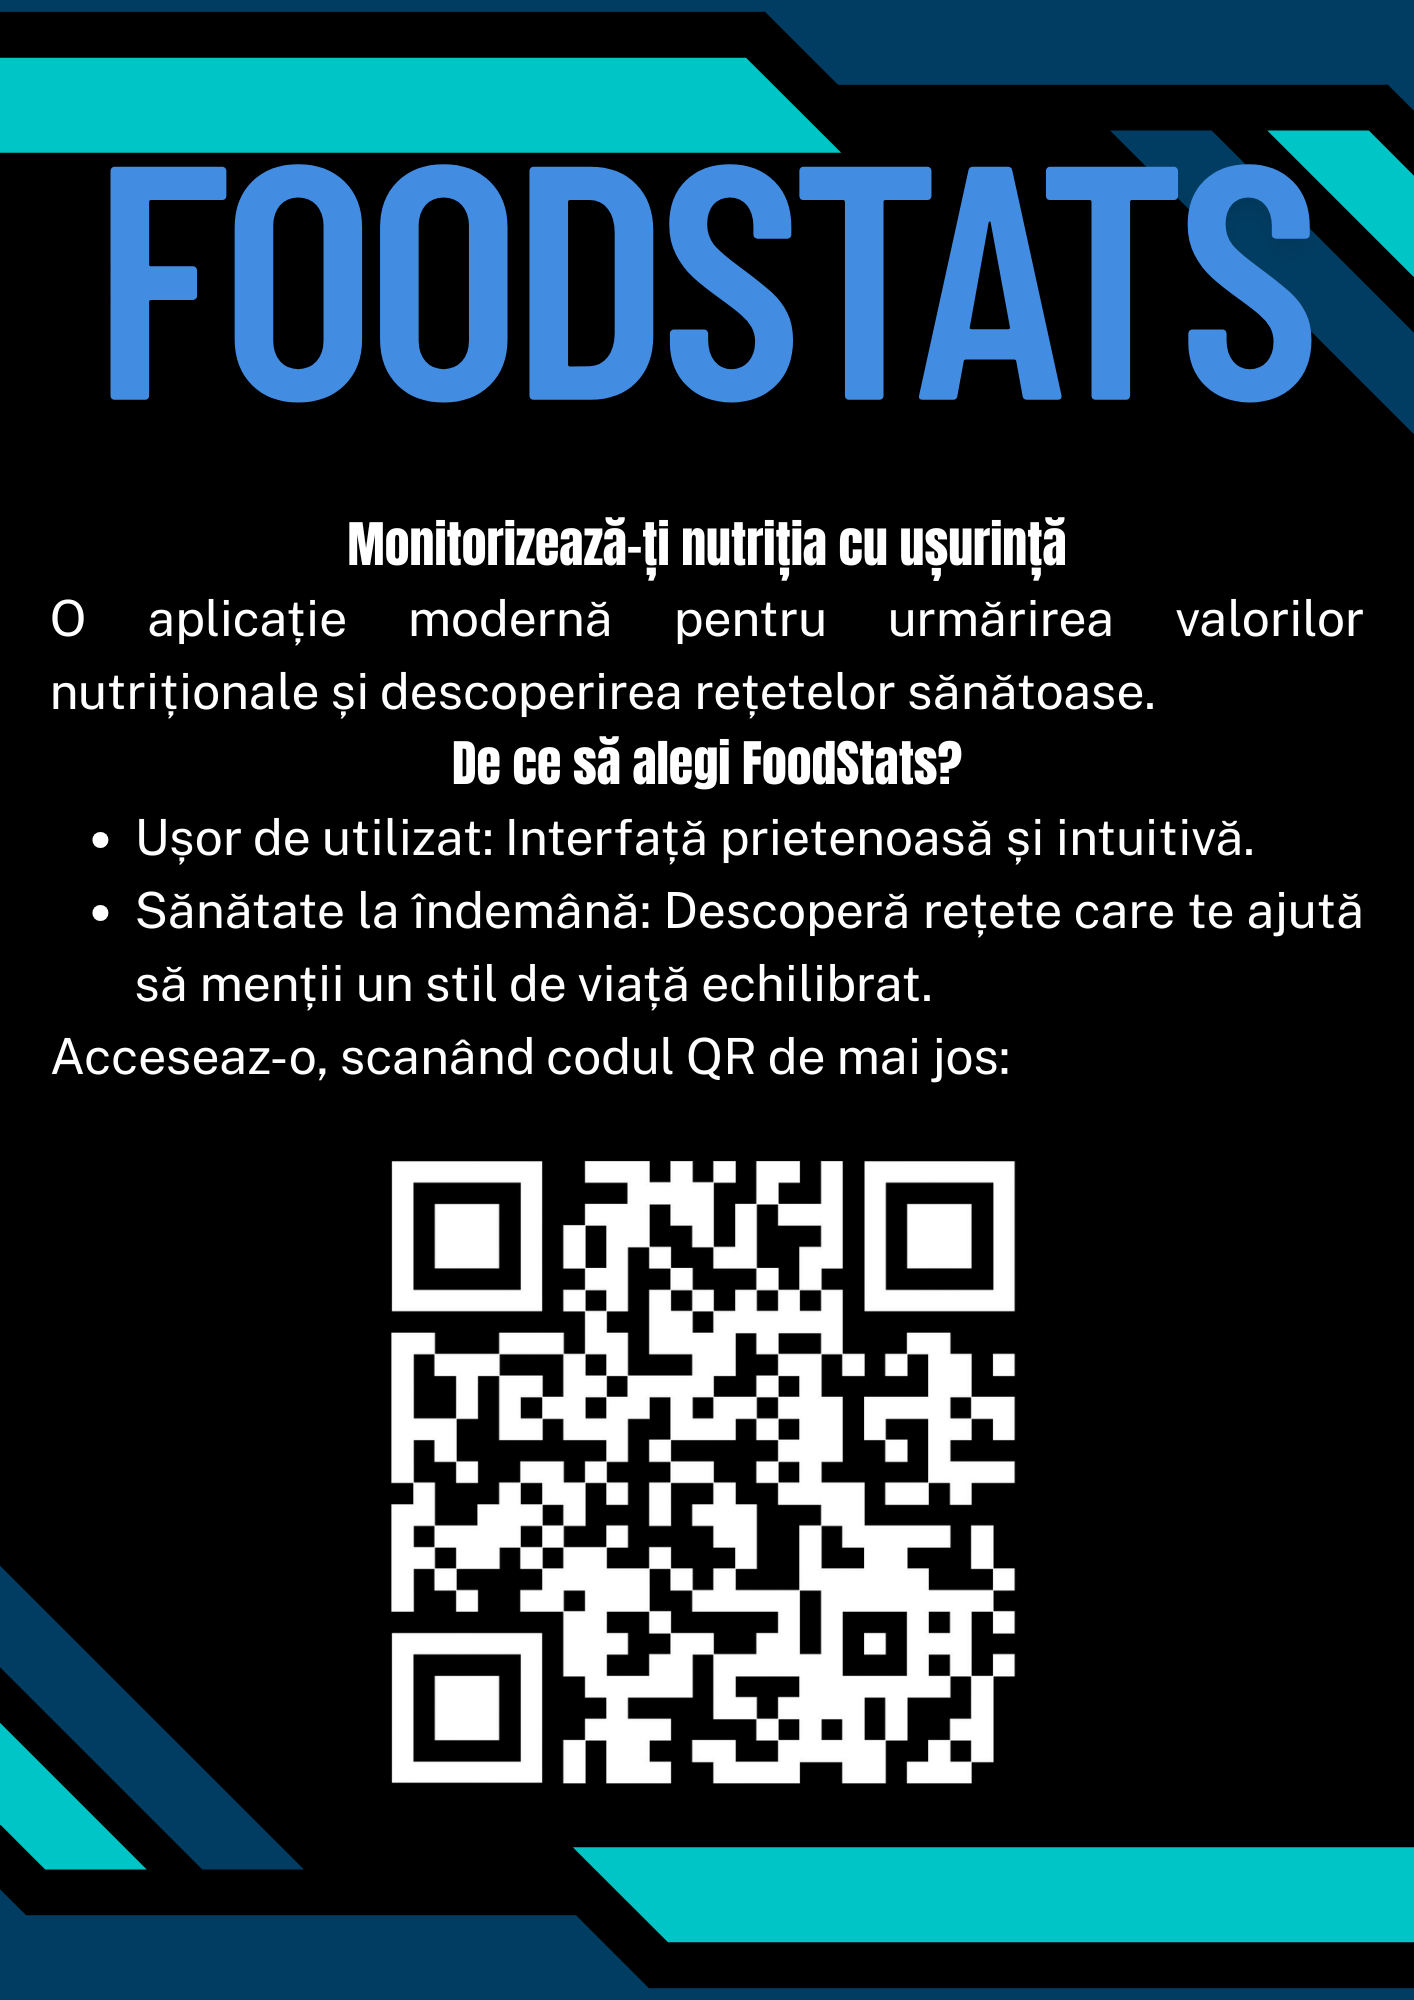 FOODSTATS
Monitorizează-ți nutriția cu ușurință
O aplicație modernă pentru urmărirea valorilor
nutriționale și descoperirea rețetelor sănătoase.
De ce să alegi FoodStats?
• Ușor de utilizat: Interfață prietenoasă și intuitivă.
• Sănătate la îndemână: Descoperă rețete care te ajută
să menții un stil de viață echilibrat.
Acceseaz-o, scanând codul QR de mai jos: